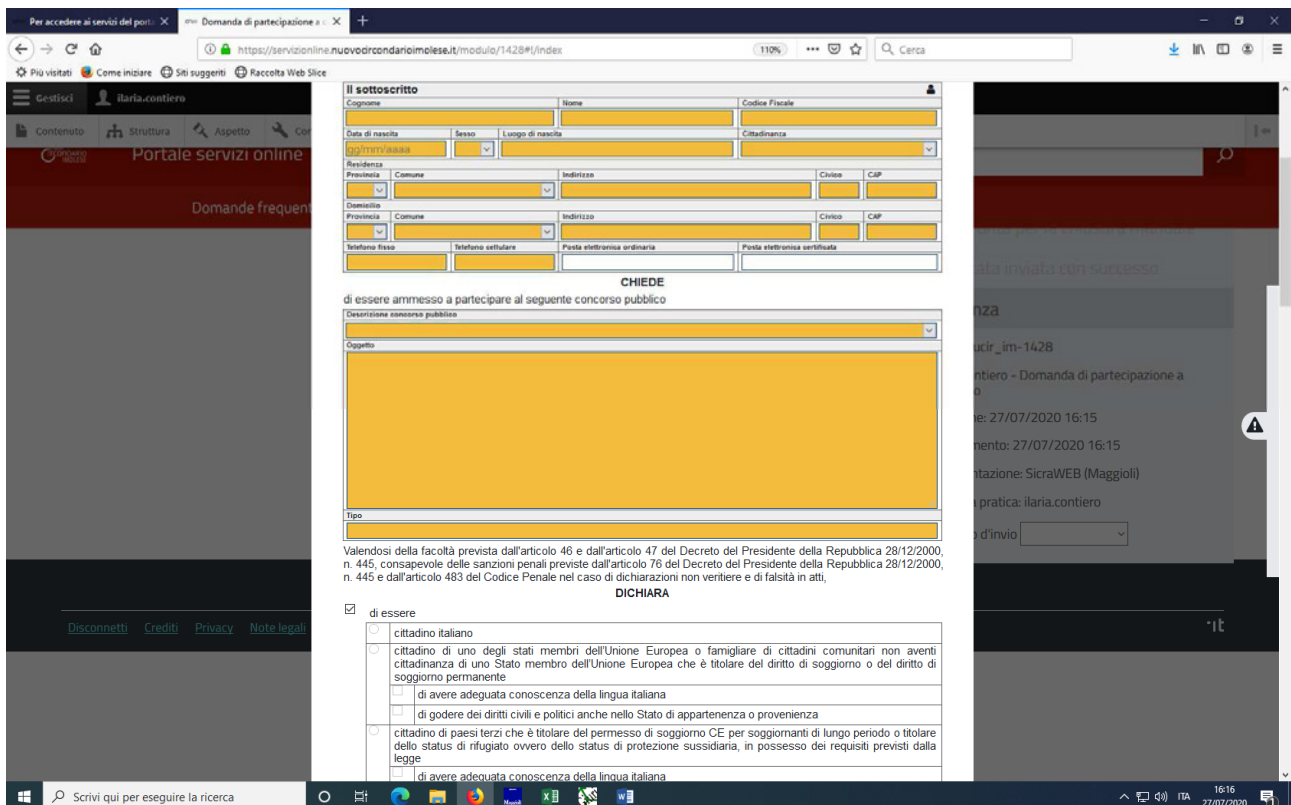 Per accedere ai servizi del port
Domanda di partecipazione a c
https://servizionline.nuovocircondarioimolese.it/modulo/1428#!/index
110%
Cerca
Più visitati Come iniziare Siti suggeriti Raccolta Web Slice
Gestisci ilaria.contiero
Contenuto Struttura Aspetto Con
Portale servizi online
Domande frequent
Il sottoscritto
Cognome Nome Codice Fiscale
Data di nascita Sesso Luogo di nascita Cittadinanza
gg/mm/aaaa
Residenza
Provincia Comune Indirizzo Civico CAP
Domicilio
Provincia Comune Indirizzo Civico CAP
Telefono fisso Telefono cellulare Posta elettronica ordinaria Posta elettronica certificata
CHIEDE
di essere ammesso a partecipare al seguente concorso pubblico
Descrizione concorso pubblico
Oggetto
Tipo
Valendosi della facoltà prevista dall'articolo 46 e dall'articolo 47 del Decreto del Presidente della Repubblica 28/12/2000,
n. 445, consapevole delle sanzioni penali previste dall'articolo 76 del Decreto del Presidente della Repubblica 28/12/2000,
n. 445 e dall'articolo 483 del Codice Penale nel caso di dichiarazioni non veritiere e di falsità in atti,
DICHIARA
di essere
cittadino italiano
cittadino di uno degli stati membri dell'Unione Europea o famigliare di cittadini comunitari non aventi
cittadinanza di uno Stato membro dell'Unione Europea che è titolare del diritto di soggiorno o del diritto di
soggiorno permanente
di avere adeguata conoscenza della lingua italiana
di godere dei diritti civili e politici anche nello Stato di appartenenza o provenienza
cittadino di paesi terzi che è titolare del permesso di soggiorno CE per soggiornanti di lungo periodo o titolare
dello status di rifugiato ovvero dello status di protezione sussidiaria, in possesso dei requisiti previsti dalla
legge
di avere adeguata conoscenza della lingua italiana
ata inviata con successo
nza
ucir_im-1428
ntiero - Domanda di partecipazione a
o
ne: 27/07/2020 16:15
mento: 27/07/2020 16:15
ntazione: SicraWEB (Maggioli)
a pratica: ilaria.contiero
o d'invio
Disconnetti Crediti Privacy Note legali
Scrivi qui per eseguire la ricerca
ITA
16:16
27/07/2020